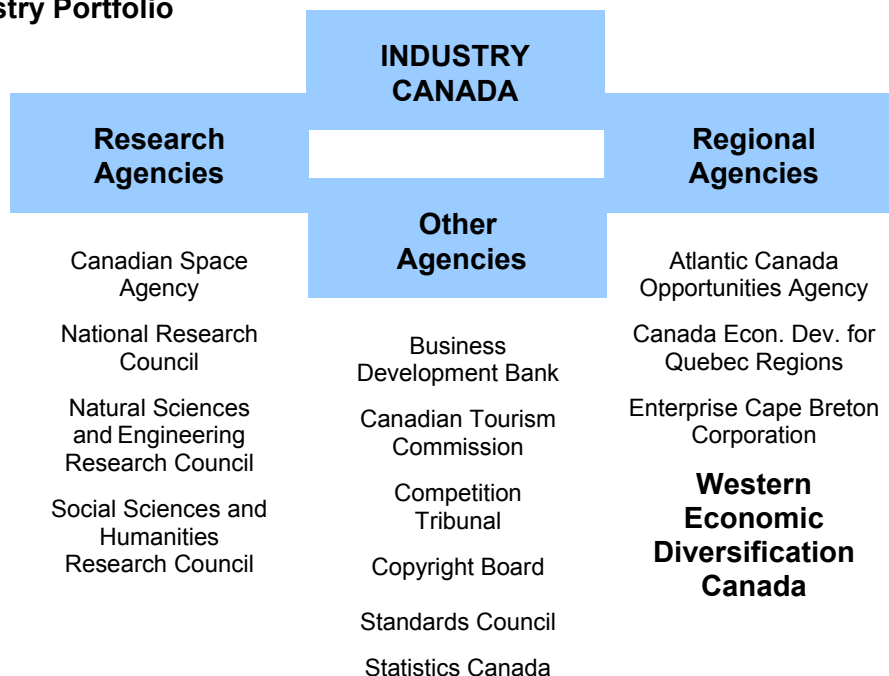 stry Portfolio
INDUSTRY
CANADA
Research
Agencies
Canadian Space
Agency
National Research
Council
Natural Sciences
and Engineering
Research Council
Social Sciences and
Humanities
Research Council
Other
Agencies
Business
Development Bank
Canadian Tourism
Commission
Competition
Tribunal
Copyright Board
Standards Council
Statistics Canada
Regional
Agencies
Atlantic Canada
Opportunities Agency
Canada Econ. Dev. for
Quebec Regions
Enterprise Cape Breton
Corporation
Western
Economic
Diversification
Canada